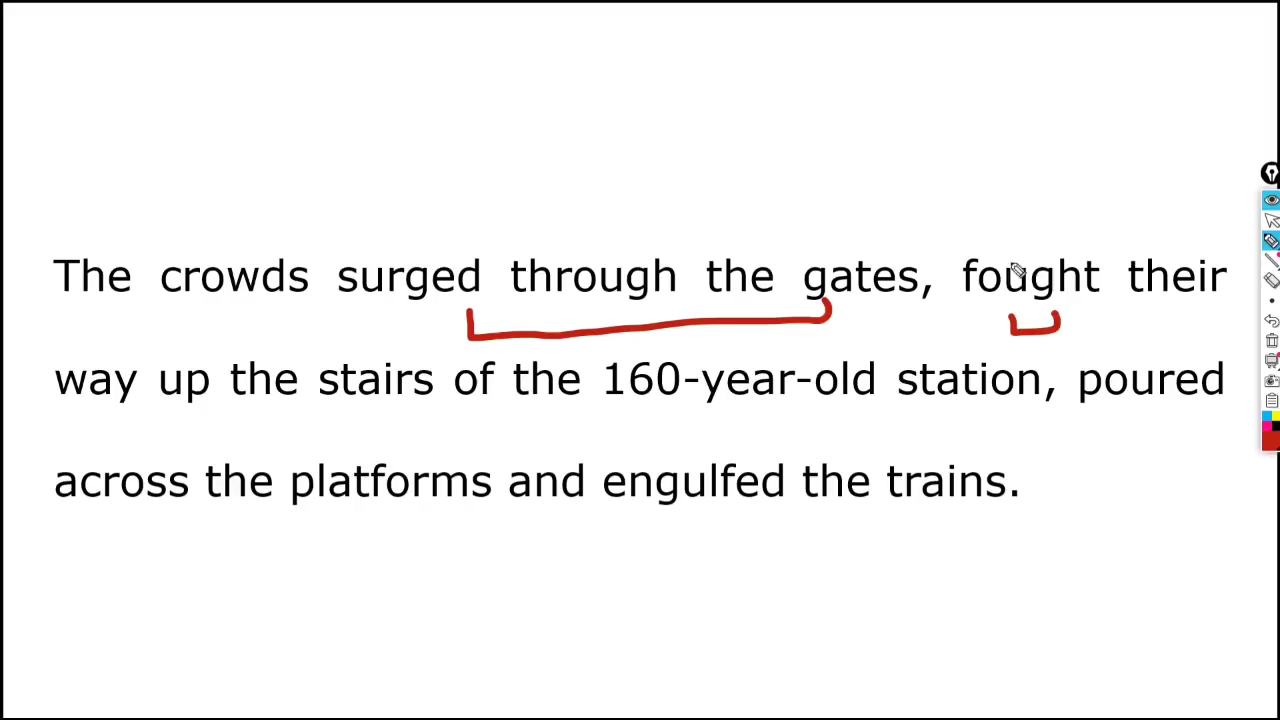 The crowds surged through the gates, fought their
way up the stairs of the 160-year-old station, poured
across the platforms and engulfed the trains.